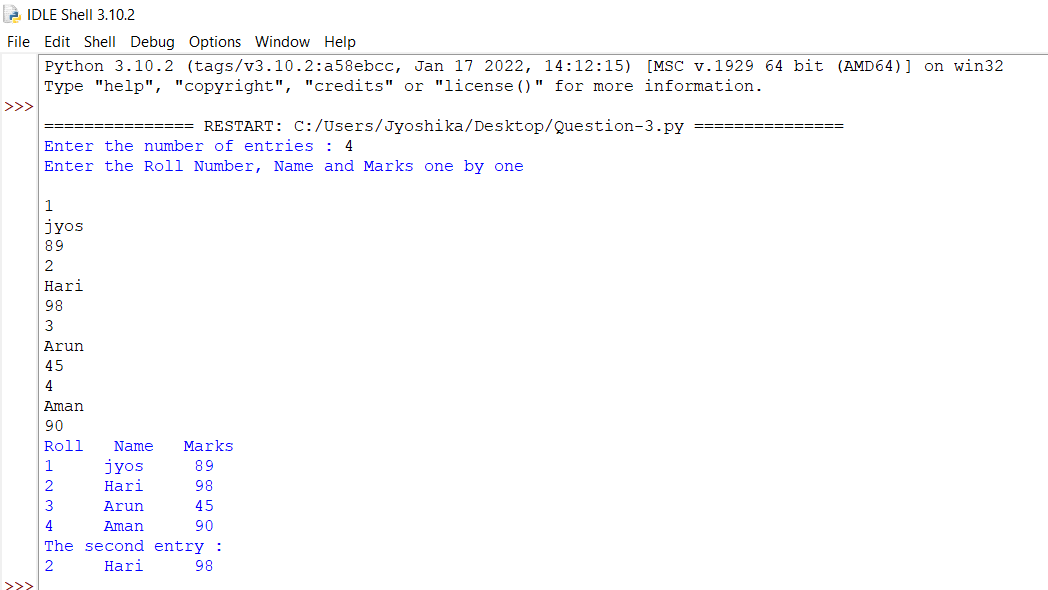 IDLE Shell 3.10.2
File Edit Shell Debug Options Window Help
Python 3.10.2 (tags/v3.10.2:a58ebcc, Jan 17 2022, 14:12:15) [MSC v.1929 64 bit (AMD64)] on win32
Type "help", "copyright", "credits" or "license()" for more information.
>>>
=============== RESTART: C:/Users/Jyoshika/Desktop/Question-3.py ===============
Enter the number of entries : 4
Enter the Roll Number, Name and Marks one by one

1
jyos
89
2
Hari
98
3
Arun
45
4
Aman
90
Roll   Name   Marks
1     jyos     89
2     Hari     98
3     Arun     45
4     Aman     90
The second entry :
2     Hari     98
>>>